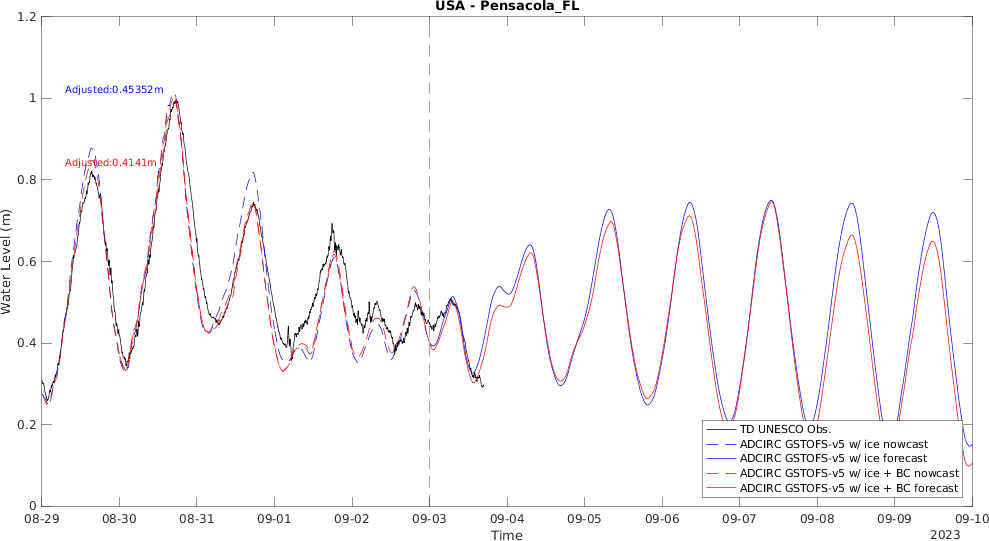 USA - Pensacola_FL
Water Level (m)
1.2
1
0.8
0.6
0.4
0.2
0
Adjusted:0.45352m
Adjusted:0.4141m
TD UNESCO Obs.
ADCIRC GSTOFS-v5 w/ ice nowcast
ADCIRC GSTOFS-v5 w/ ice forecast
ADCIRC GSTOFS-v5 w/ ice + BC nowcast
ADCIRC GSTOFS-v5 w/ ice + BC forecast
08-29 08-30 08-31 09-01 09-02 09-03 09-04 09-05 09-06 09-07 09-08 09-09 09-10
Time
2023